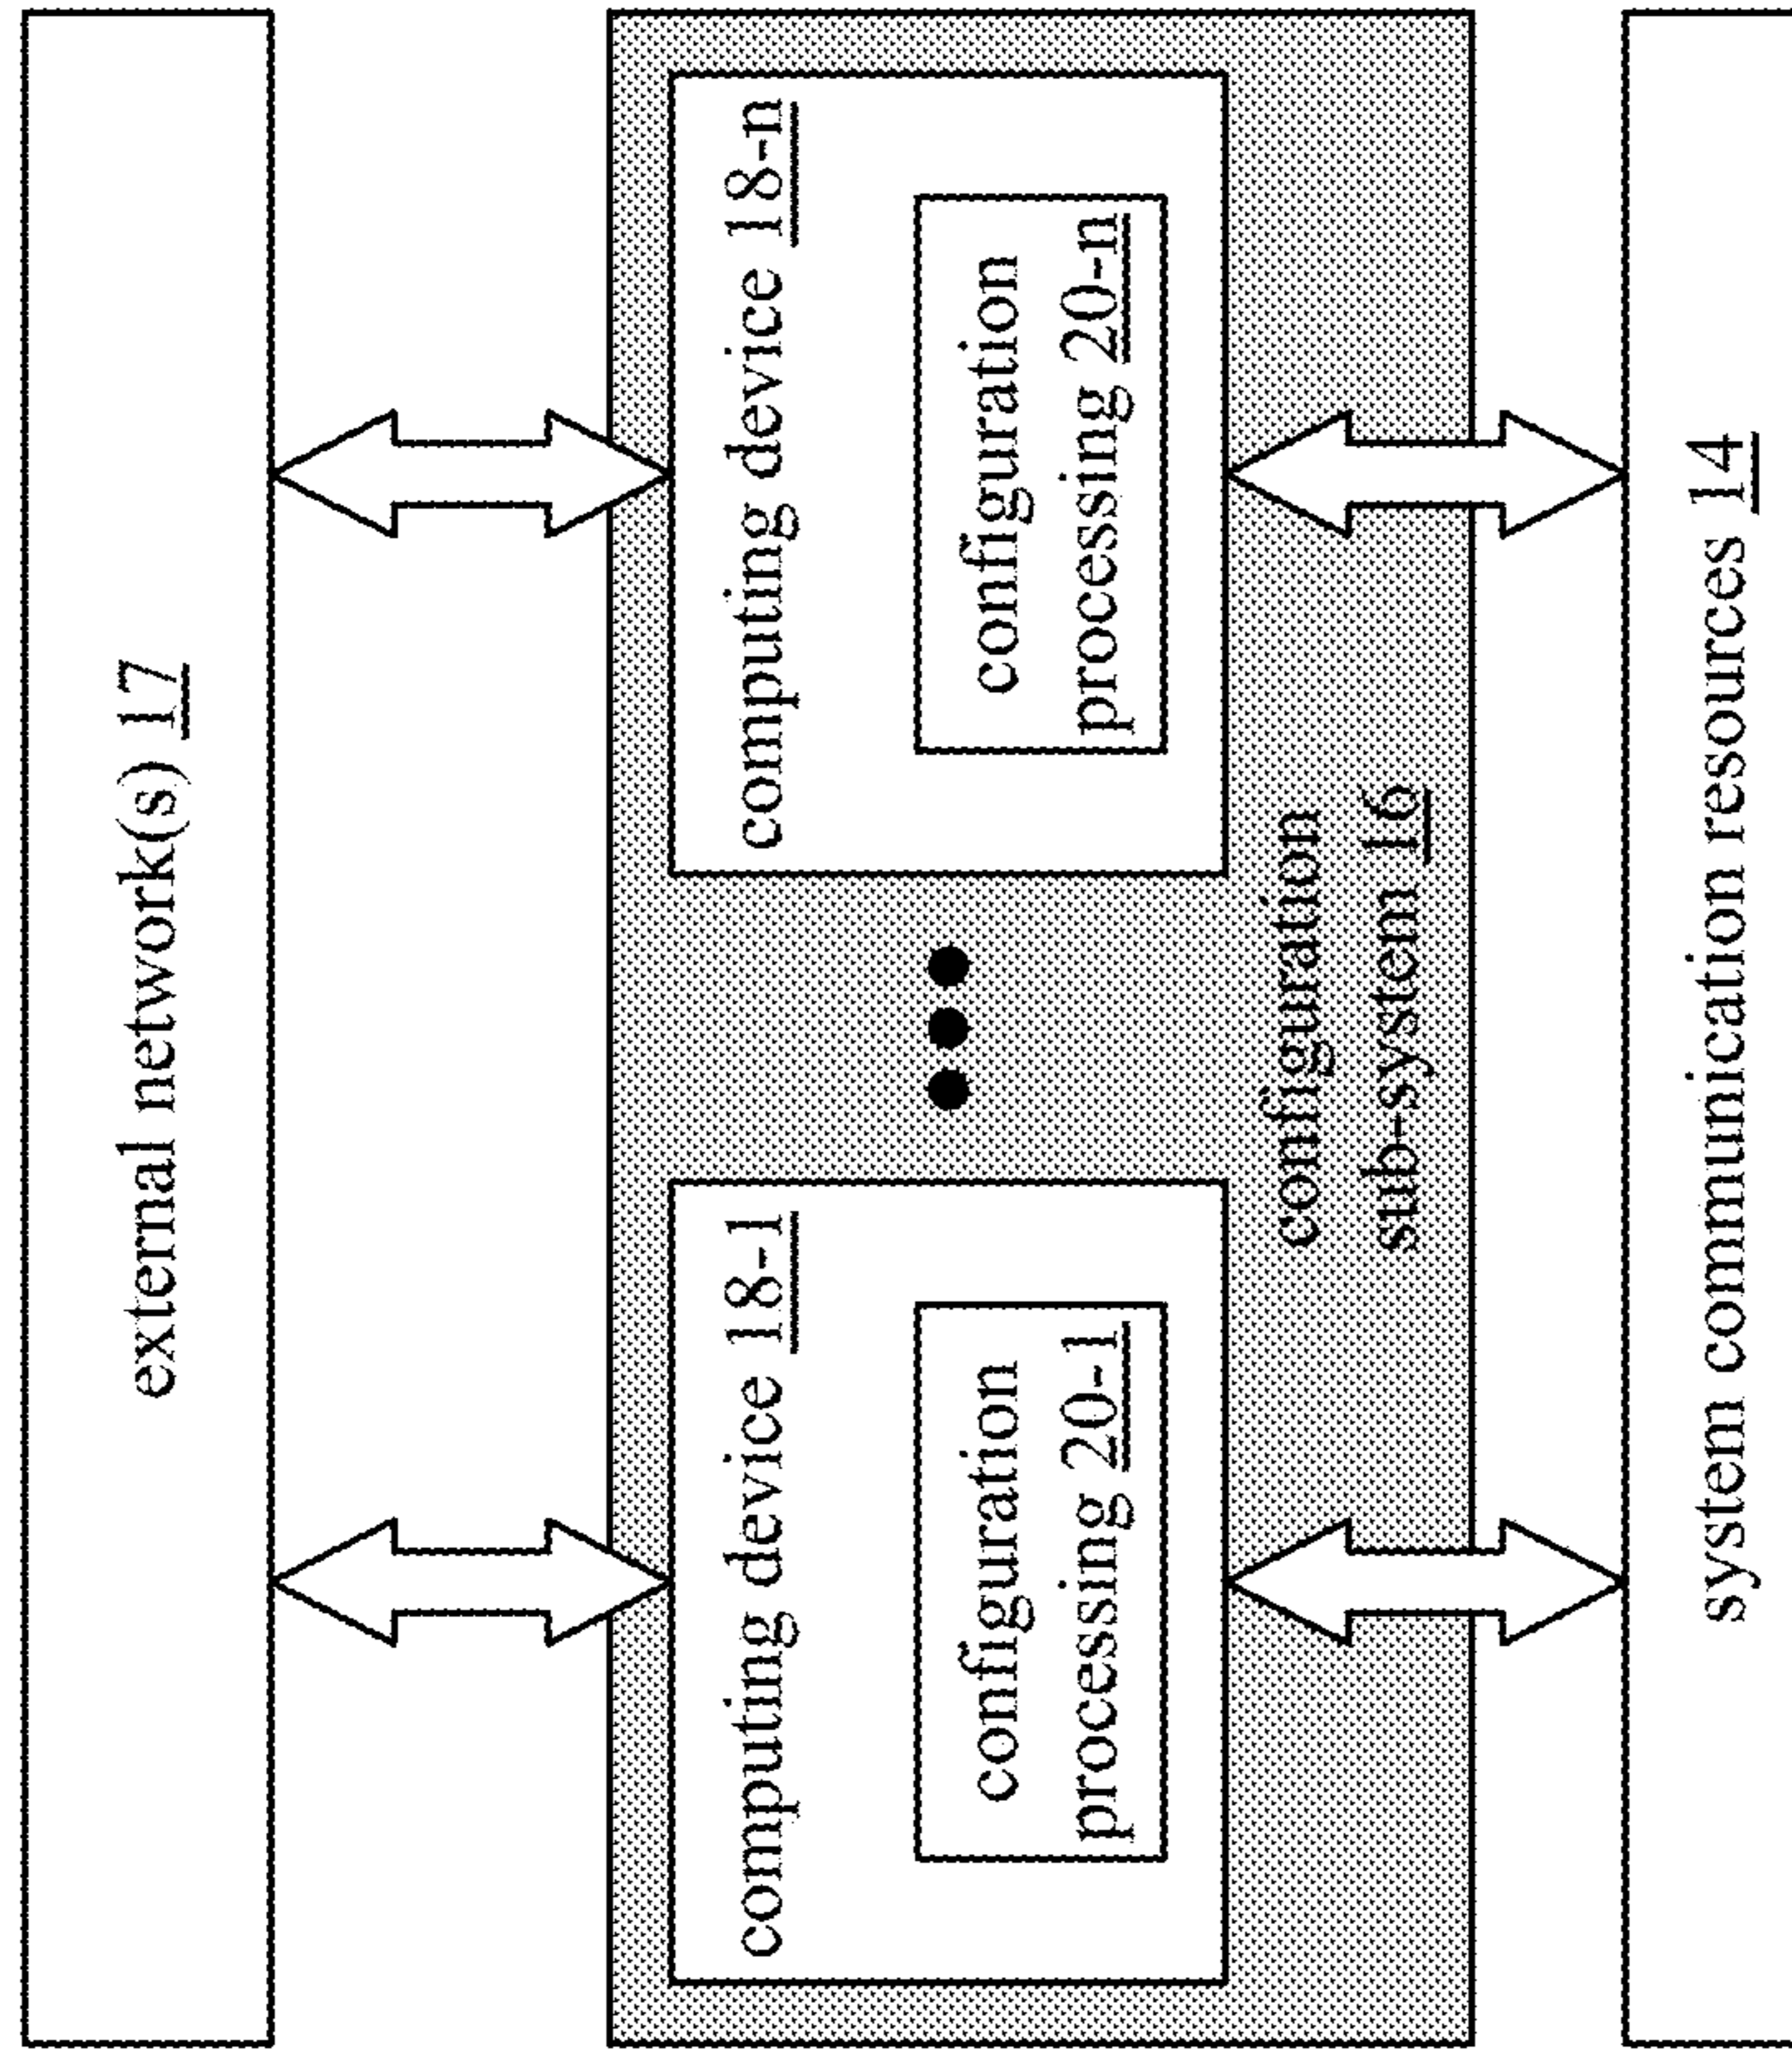 external network(s) 17
computing device 18-1
configuration
processing 20-1
computing device 18-n
configuration
processing 20-n
configuration
sub-system 16
system communication resources 14